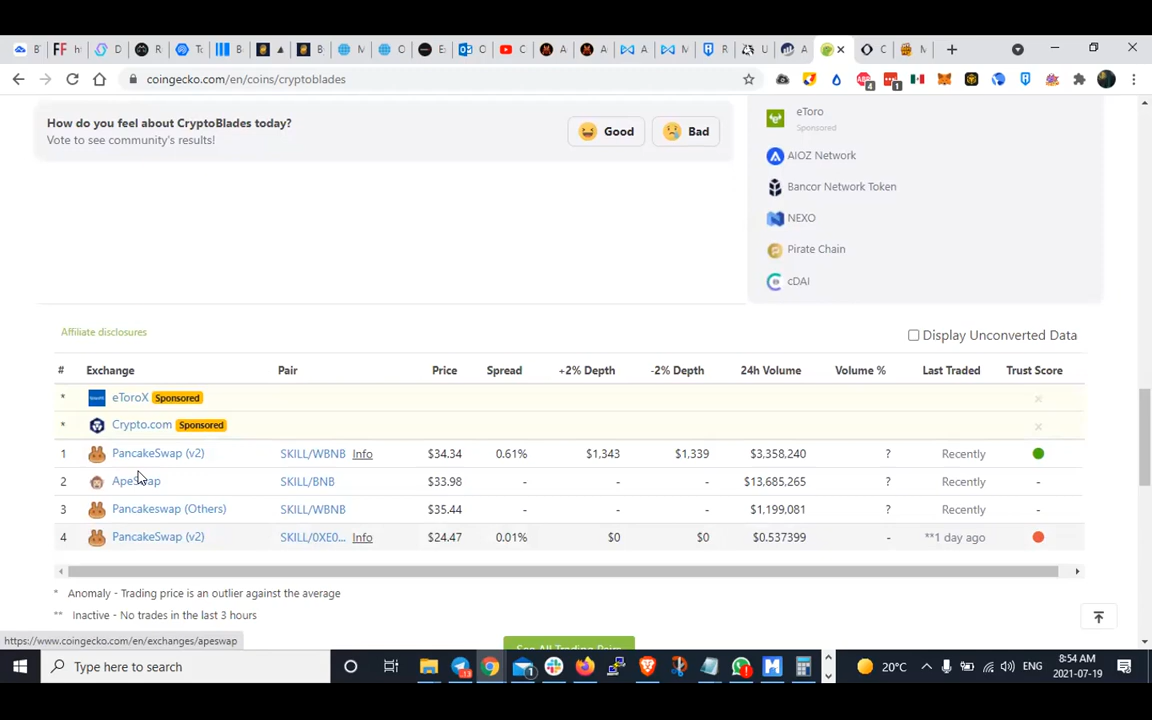 B
FF
h
D
R
To
B
B
M
O
E
O
C
A
A
A
M
R
U
A
C
M
coingecko.com/en/coins/cryptoblades
4
1
How do you feel about CryptoBlades today?
Vote to see community's results!
Good
Bad
eToro
Sponsored
AIOZ Network
Bancor Network Token
NEXO
Pirate Chain
cDAI
Affiliate disclosures
Display Unconverted Data
# Exchange Pair Price Spread +2% Depth -2% Depth 24h Volume Volume % Last Traded Trust Score
* eToroX Sponsored
* Crypto.com Sponsored
1 PancakeSwap (v2) SKILL/WBNB Info $34.34 0.61% $1,343 $1,339 $3,358,240 ? Recently
2 ApeSwap SKILL/BNB $33.98 - - - $13,685,265 ? Recently -
3 Pancakeswap (Others) SKILL/WBNB $35.44 - - - $1,199,081 ? Recently -
4 PancakeSwap (v2) SKILL/0XE0... Info $24.47 0.01% $0 $0 $0.537399 - **1 day ago
* Anomaly - Trading price is an outlier against the average
** Inactive - No trades in the last 3 hours
https://www.coingecko.com/en/exchanges/apeswap
Type here to search
20°C
ENG
8:54 AM
2021-07-19